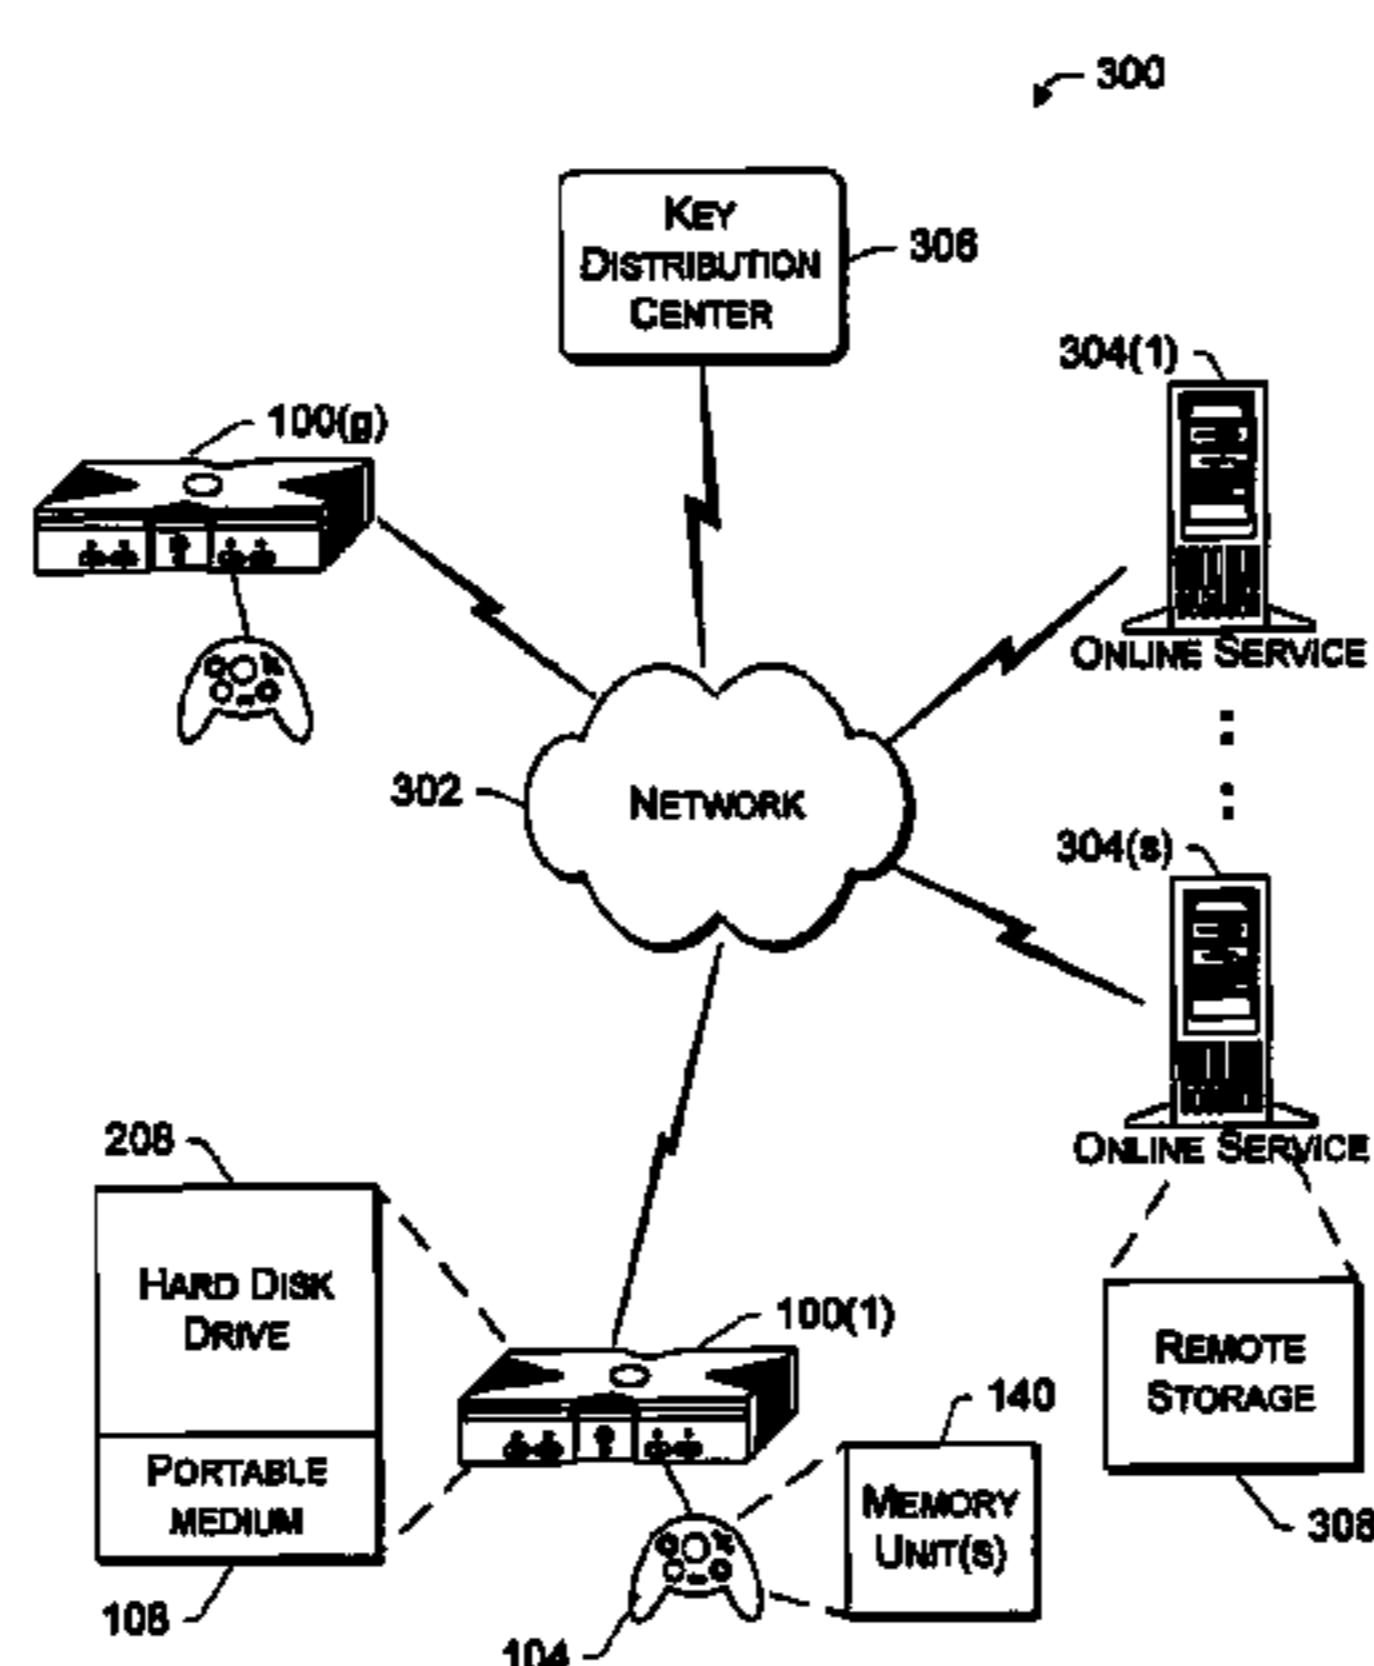 300
KEY
DISTRIBUTION
CENTER
306
304(1)
100(g)
ONLINE SERVICE
302
NETWORK
304(s)
ONLINE SERVICE
208
HARD DISK
DRIVE
PORTABLE
MEDIUM
108
100(1)
140
MEMORY
UNIT(S)
104
REMOTE
STORAGE
308